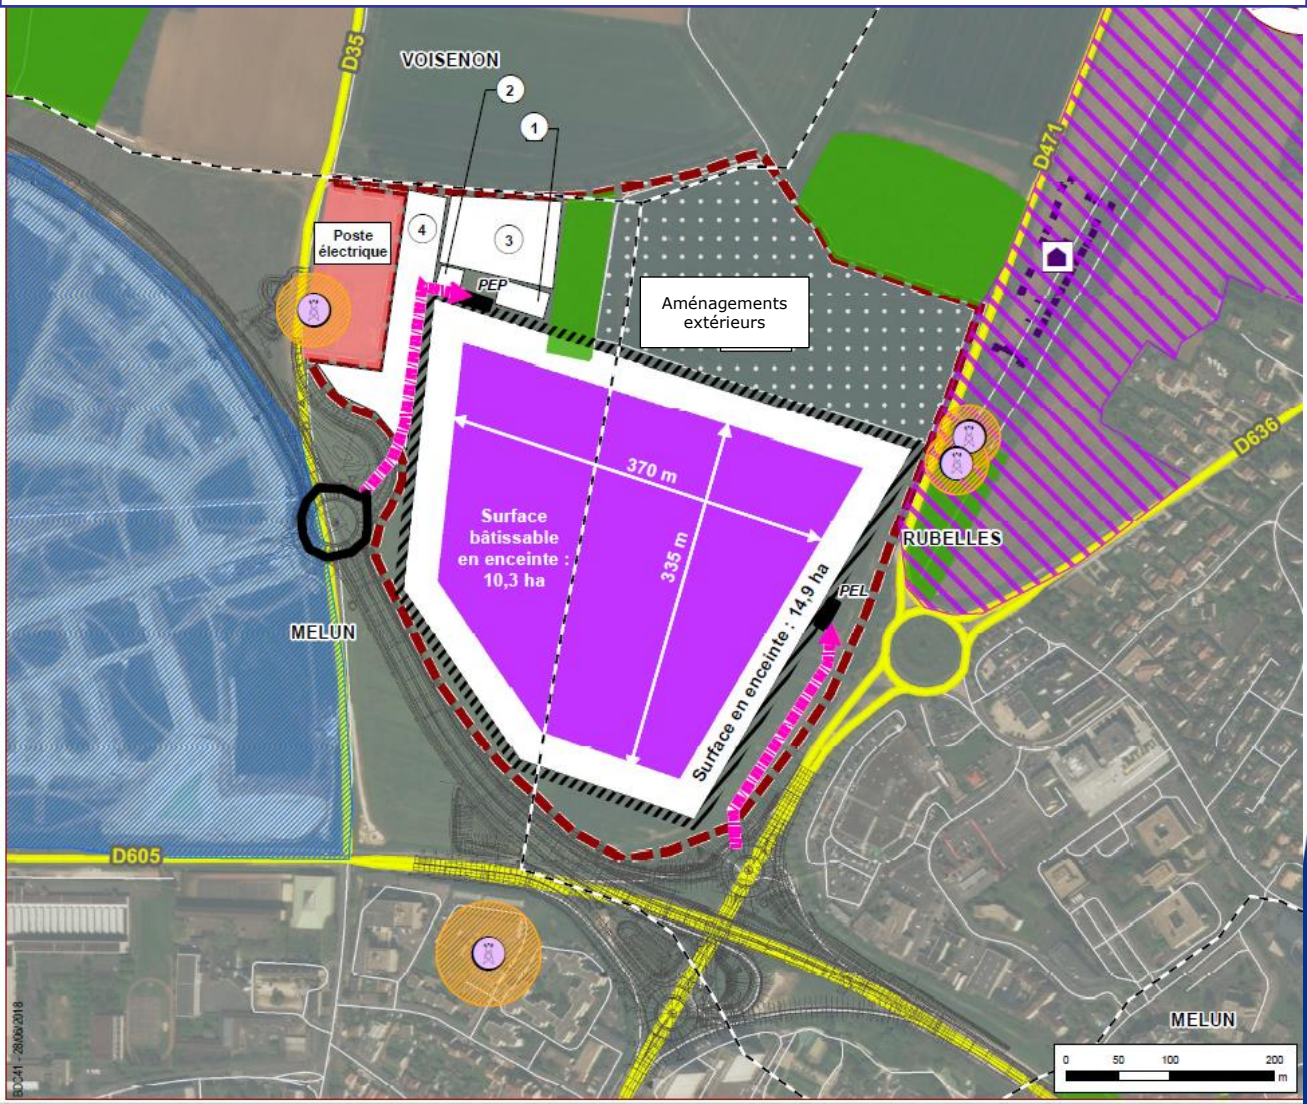 D35
VOISENON
2
1
D471
4
3
Poste
électrique
PEP
Aménagements
extérieurs
D636
370 m
335 m
Surface
bâtissable
en enceinte :
10,3 ha
RUBELLES
PEL
Surface en enceinte : 14,9 ha
MELUN
D605
MELUN
0 50 100 200
m